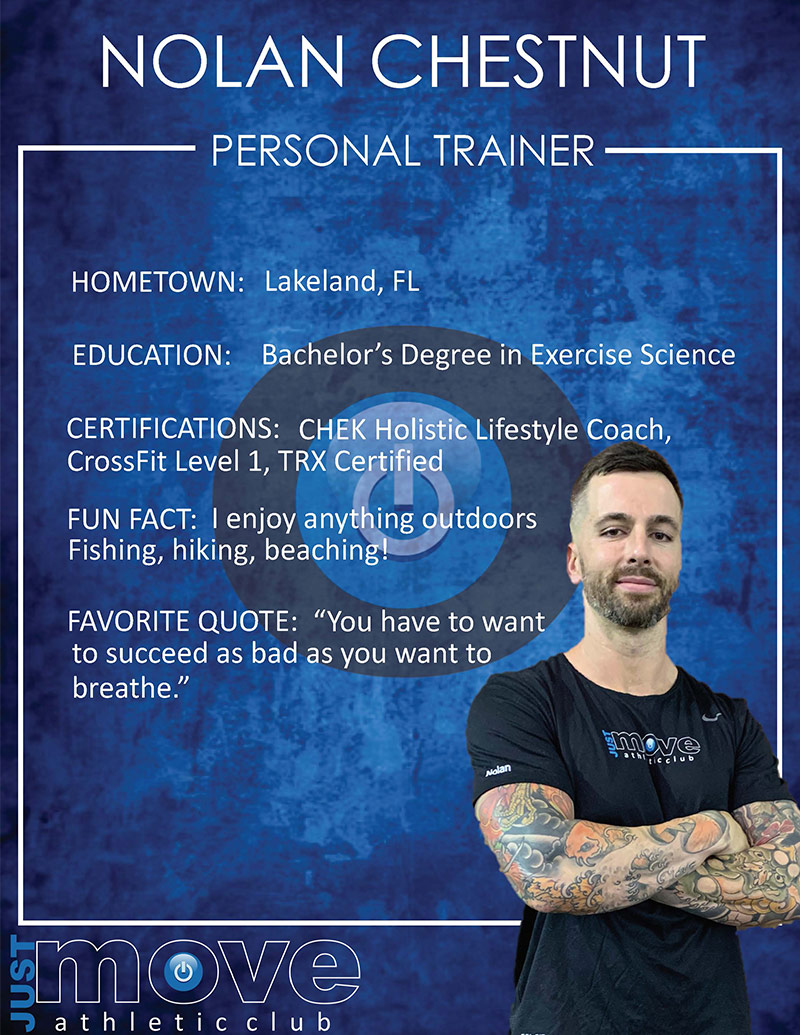 NOLAN CHESTNUT
PERSONAL TRAINER
HOMETOWN: Lakeland, FL
EDUCATION: Bachelor’s Degree in Exercise Science
CERTIFICATIONS: CHEK Holistic Lifestyle Coach,
CrossFit Level 1, TRX Certified
FUN FACT: I enjoy anything outdoors
Fishing, hiking, beaching!
FAVORITE QUOTE: “You have to want
to succeed as bad as you want to
breathe.”
JUST move
athletic club
Nolan
JUST move
athletic club